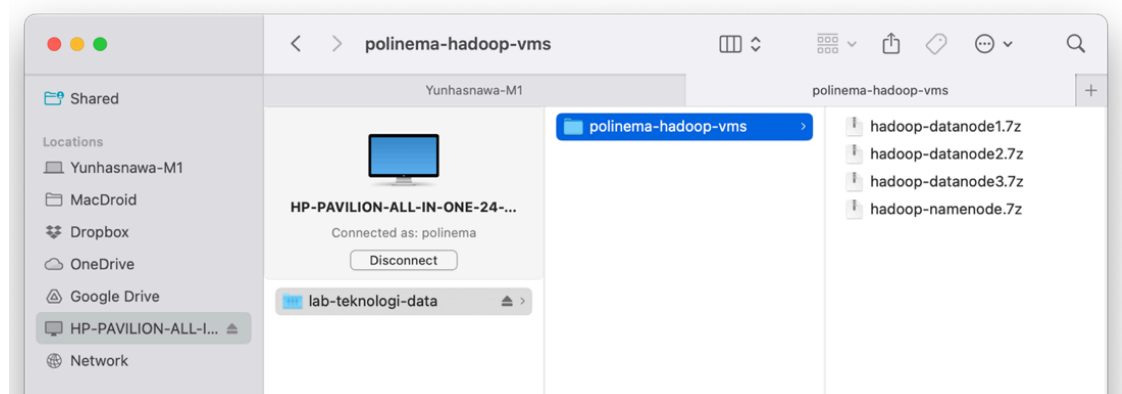 polinema-hadoop-vms
Yunhasnawa-M1
polinema-hadoop-vms
Shared
Locations
Yunhasnawa-M1
MacDroid
Dropbox
OneDrive
Google Drive
HP-PAVILION-ALL-I...
Network
HP-PAVILION-ALL-IN-ONE-24-...
Connected as: polinema
Disconnect
lab-teknologi-data
polinema-hadoop-vms
hadoop-datanode1.7z
hadoop-datanode2.7z
hadoop-datanode3.7z
hadoop-namenode.7z